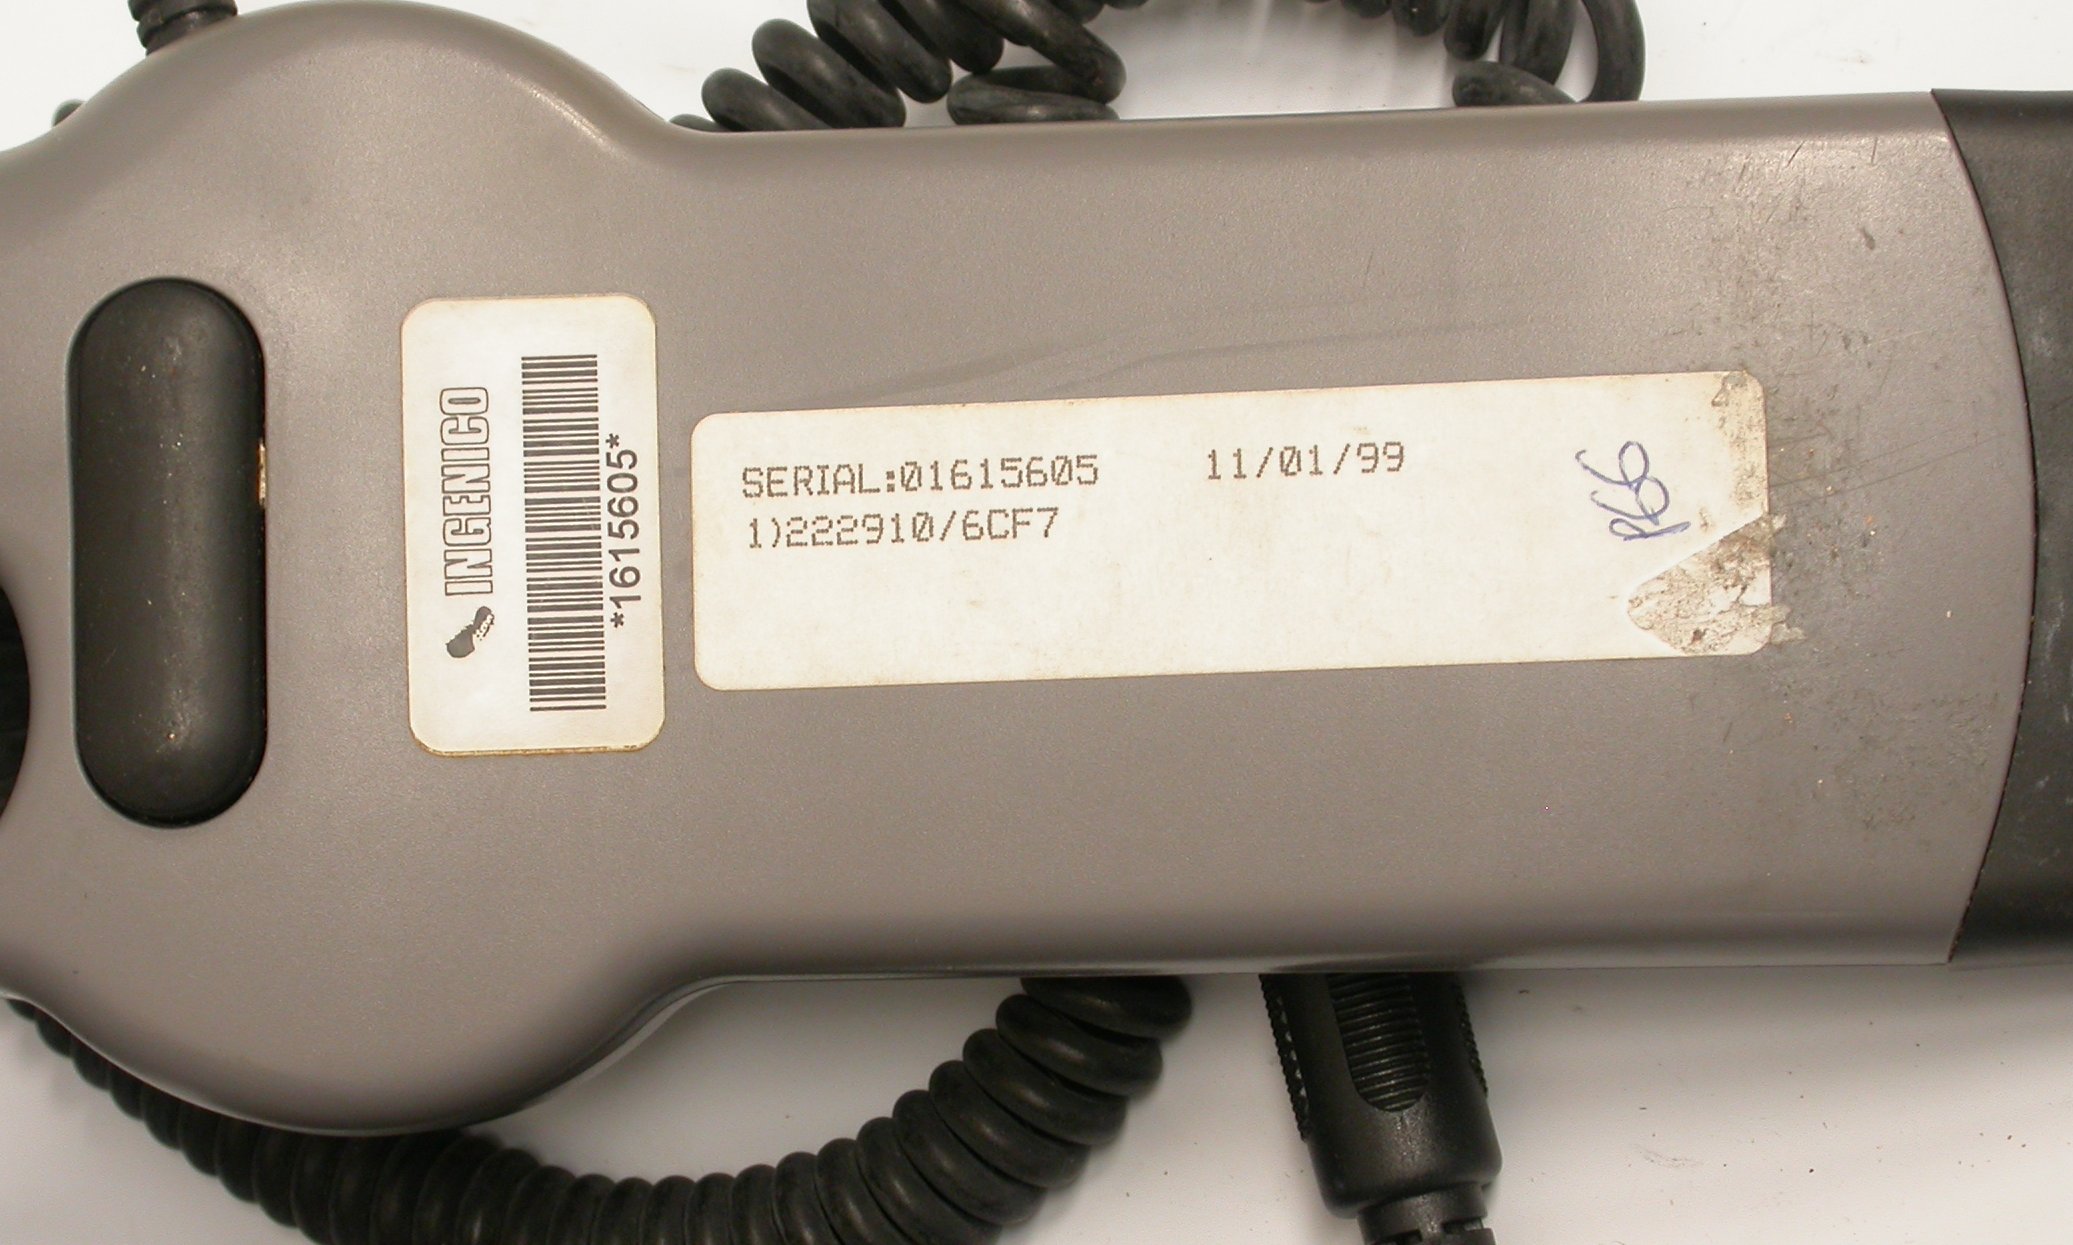 INGENICO
*1615605*
SERIAL:01615605 11/01/99
1)222910/6CF7